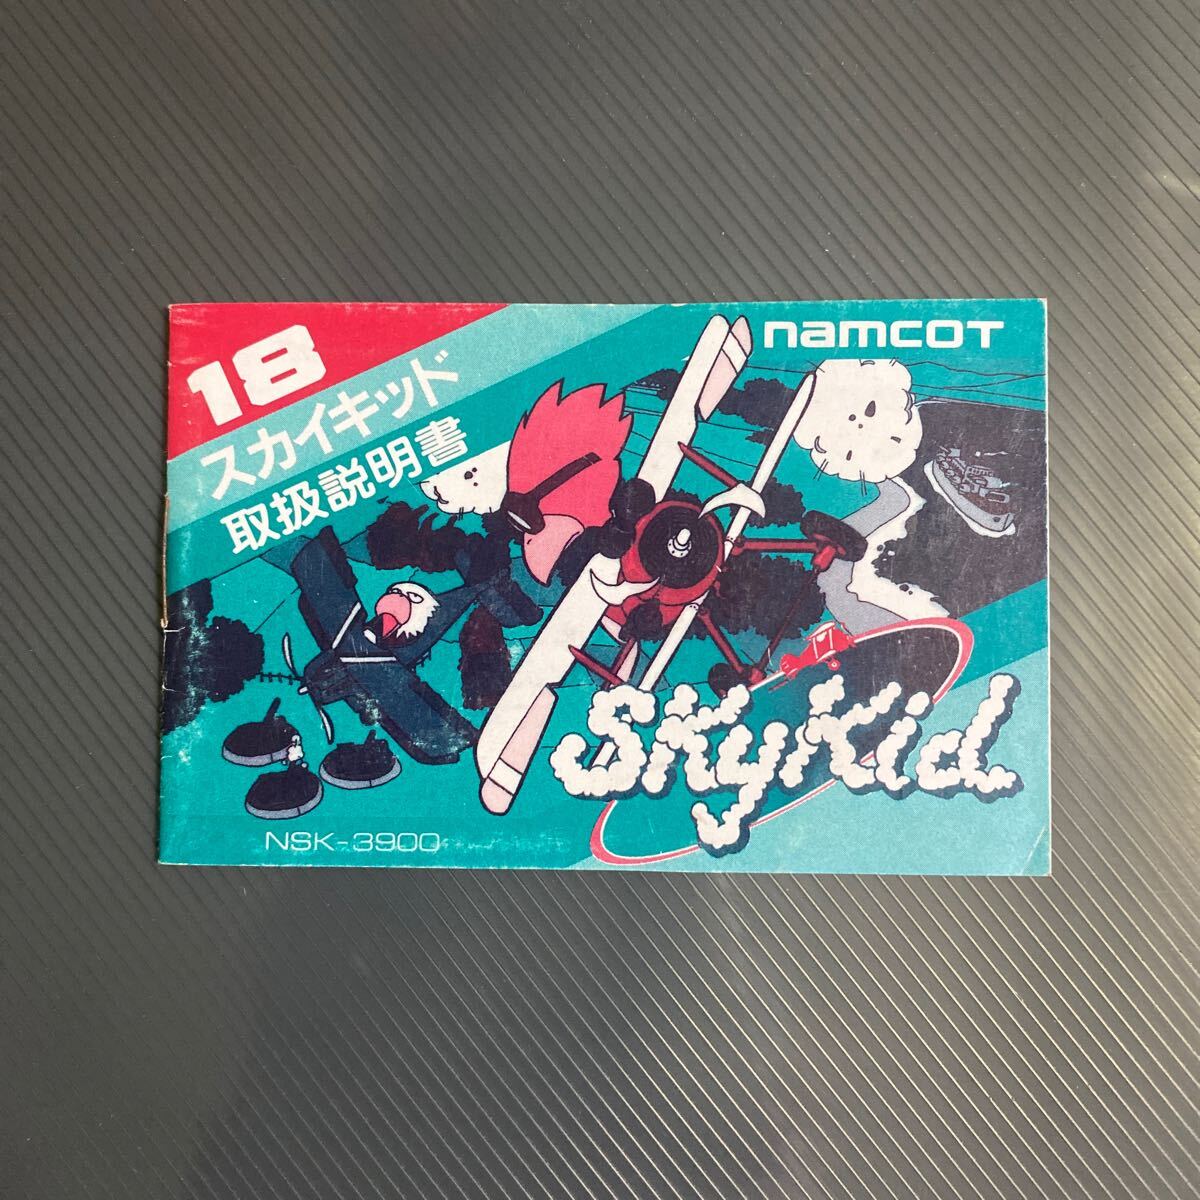 18
スカイキッド
取扱説明書
namcot
SkyKid
NSK-3900